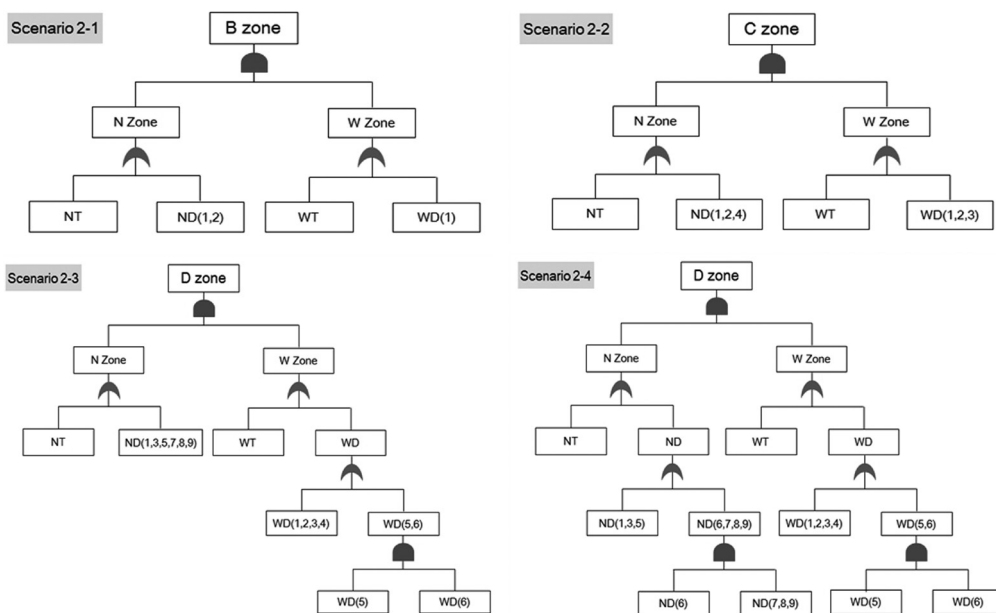 Scenario 2-1
B zone
N Zone
W Zone
NT
ND(1,2)
WT
WD(1)
Scenario 2-2
C zone
N Zone
W Zone
NT
ND(1,2,4)
WT
WD(1,2,3)
Scenario 2-3
D zone
N Zone
W Zone
NT
ND(1,3,5,7,8,9)
WT
WD
WD(1,2,3,4)
WD(5,6)
WD(5)
WD(6)
Scenario 2-4
D zone
N Zone
W Zone
NT
ND
WT
WD
ND(1,3,5)
ND(6,7,8,9)
WD(1,2,3,4)
WD(5,6)
ND(6)
ND(7,8,9)
WD(5)
WD(6)